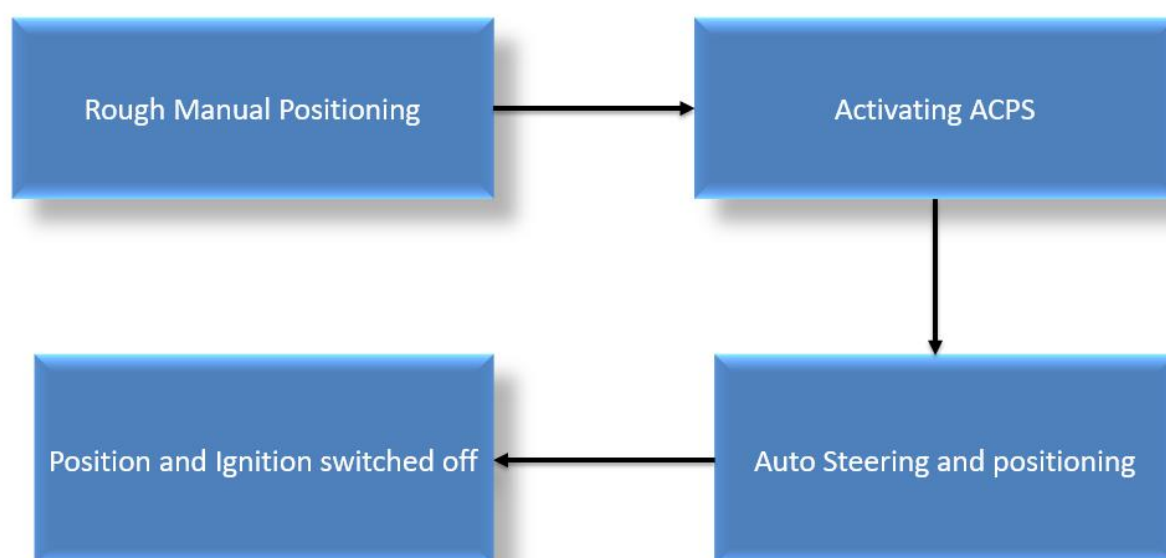 Rough Manual Positioning
Activating ACPS
Auto Steering and positioning
Position and Ignition switched off